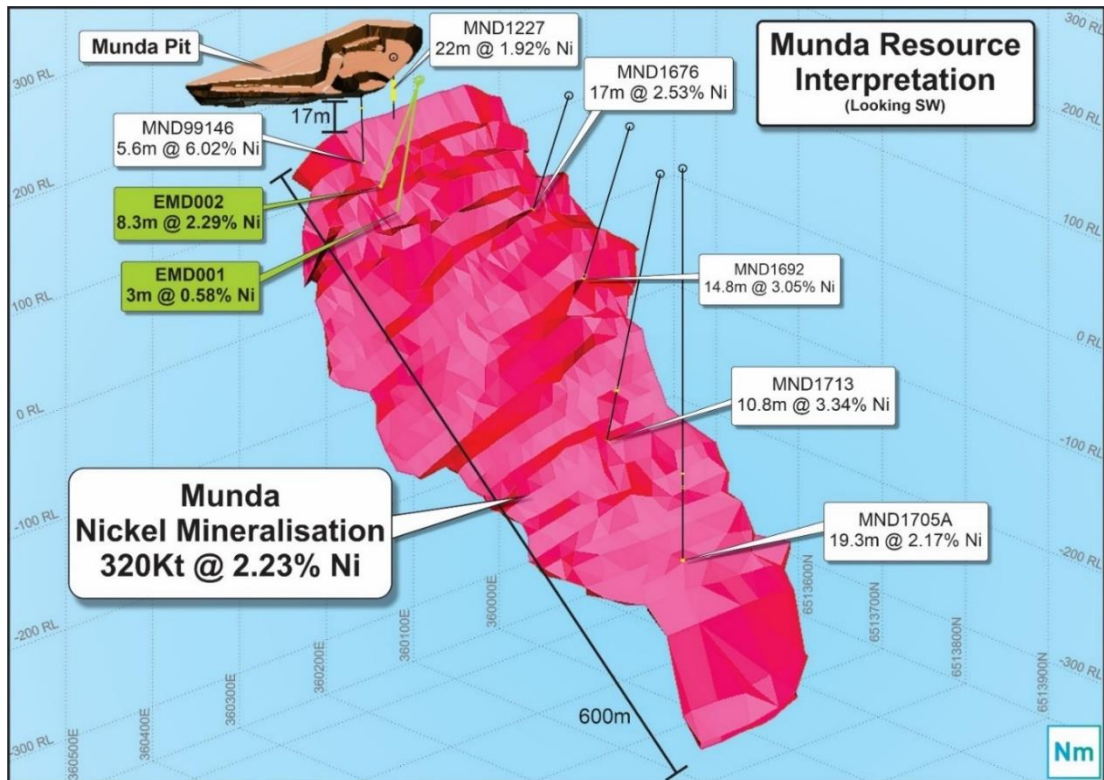 Munda Resource
Interpretation
(Looking SW)
Munda Pit
MND1227
22m @ 1.92% Ni
MND1676
17m @ 2.53% Ni
17m
MND99146
5.6m @ 6.02% Ni
EMD002
8.3m @ 2.29% Ni
EMD001
3m @ 0.58% Ni
MND1692
14.8m @ 3.05% Ni
MND1713
10.8m @ 3.34% Ni
MND1705A
19.3m @ 2.17% Ni
Munda
Nickel Mineralisation
320Kt @ 2.23% Ni
600m
300 RL
200 RL
100 RL
0 RL
-100 RL
-200 RL
-300 RL
300 RL
200 RL
100 RL
0 RL
-100 RL
-200 RL
-300 RL
360500E
360400E
360300E
360200E
360100E
360000E
6513600N
6513700N
6513800N
6513900N
Nm